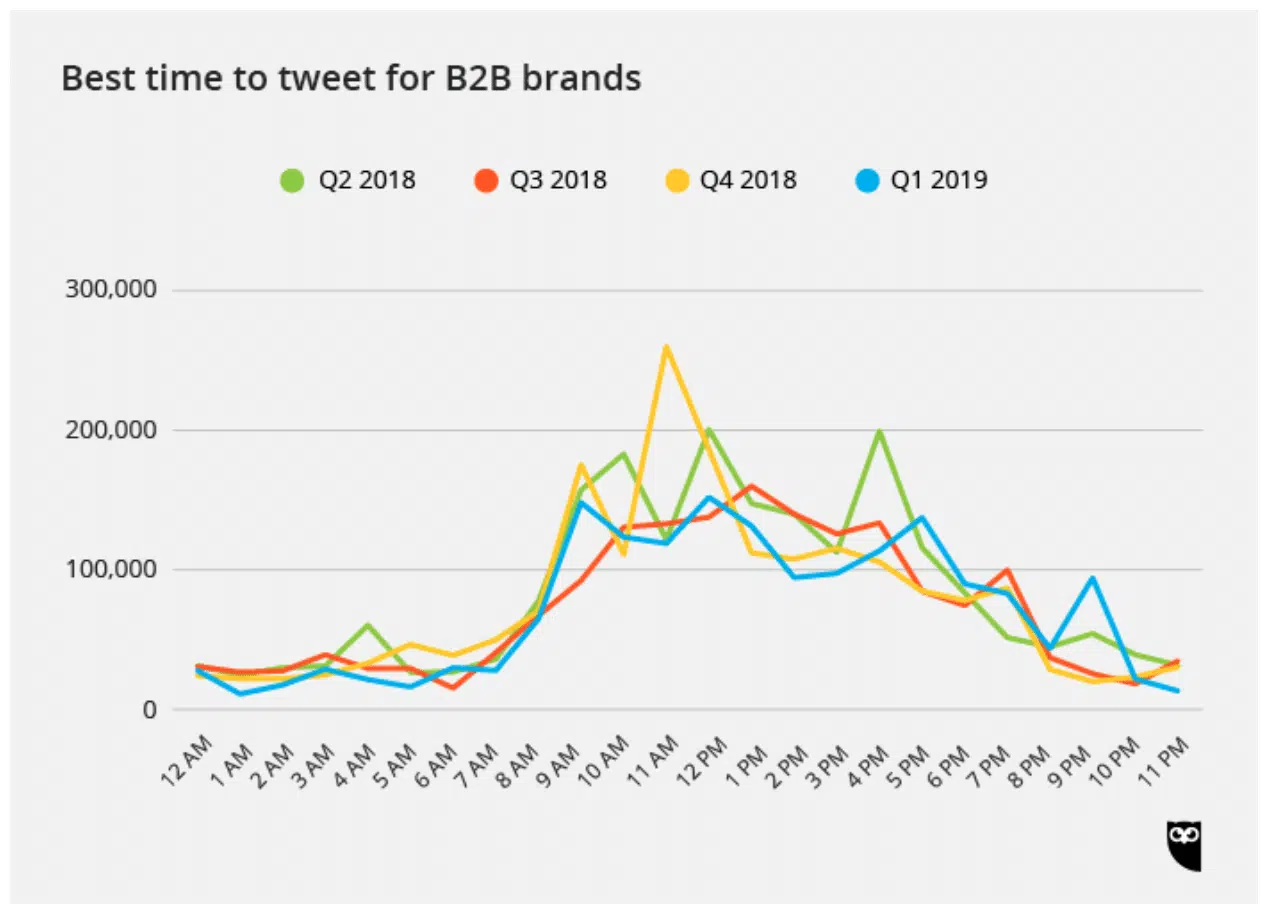 Best time to tweet for B2B brands
Q2 2018 Q3 2018 Q4 2018 Q1 2019
300,000
200,000
100,000
0
12 AM 1 AM 2 AM 3 AM 4 AM 5 AM 6 AM 7 AM 8 AM 9 AM 10 AM 11 AM 12 PM 1 PM 2 PM 3 PM 4 PM 5 PM 6 PM 7 PM 8 PM 9 PM 10 PM 11 PM